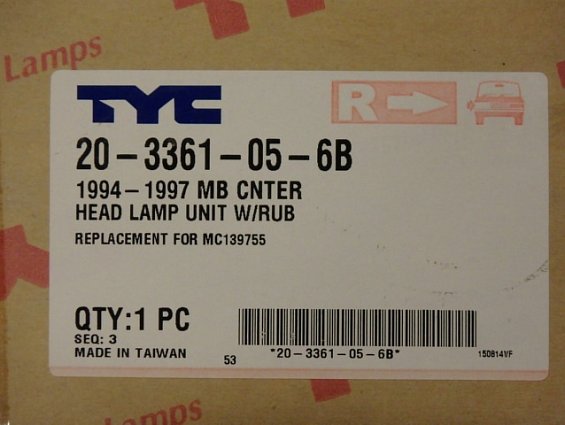 Lamps
TYC
R
20-3361-05-6B
1994-1997 MB CNTER
HEAD LAMP UNIT W/RUB
REPLACEMENT FOR MC139755
QTY:1 PC
SEQ: 3
MADE IN TAIWAN
53
*20-3361-05-6B*
150814VF
Lamps